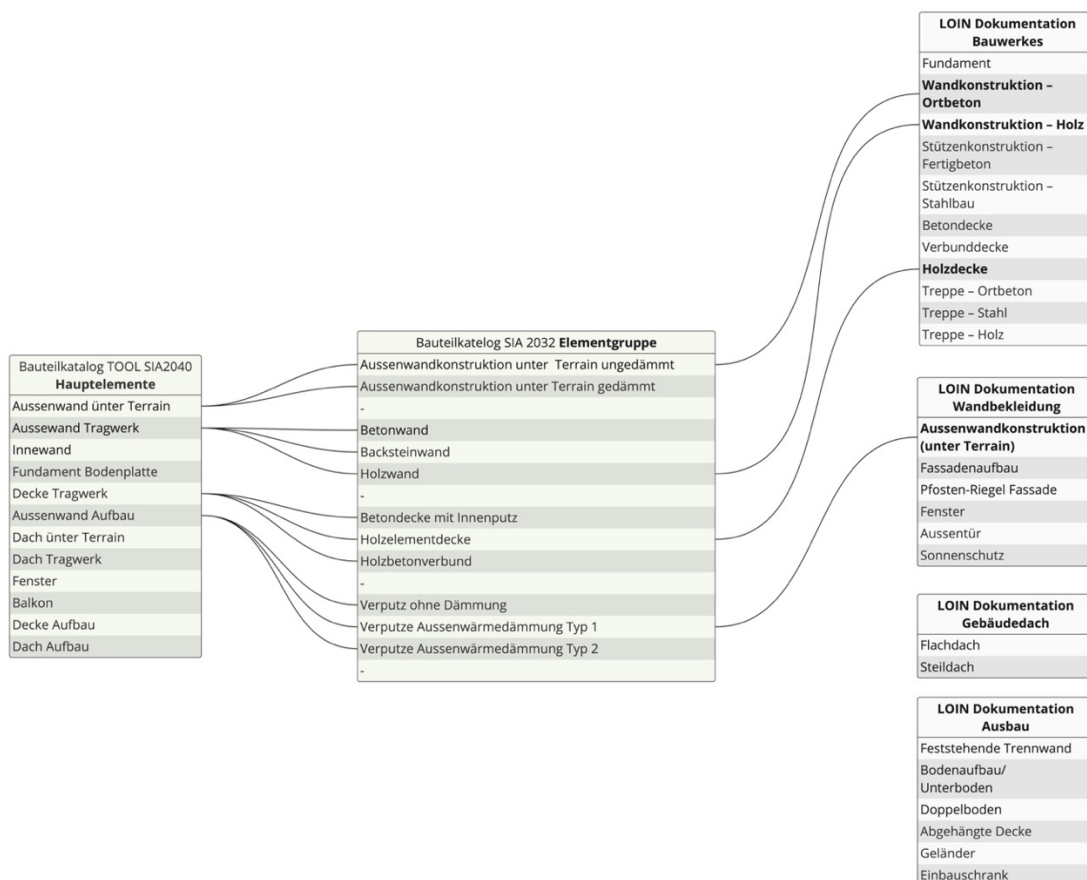 Bauteilkatalog TOOL SIA2040
Hauptelemente
Aussenwand ünter Terrain
Aussewand Tragwerk
Innewand
Fundament Bodenplatte
Decke Tragwerk
Aussenwand Aufbau
Dach ünter Terrain
Dach Tragwerk
Fenster
Balkon
Decke Aufbau
Dach Aufbau
Bauteilkatelog SIA 2032 Elementgruppe
Aussenwandkonstruktion unter Terrain ungedämmt
Aussenwandkonstruktion unter Terrain gedämmt
-
Betonwand
Backsteinwand
Holzwand
-
Betondecke mit Innenputz
Holzelementdecke
Holzbetonverbund
-
Verputz ohne Dämmung
Verputze Aussenwärmedämmung Typ 1
Verputze Aussenwärmedämmung Typ 2
-
LOIN Dokumentation
Bauwerkes
Fundament
Wandkonstruktion –
Ortbeton
Wandkonstruktion – Holz
Stützenkonstruktion –
Fertigbeton
Stützenkonstruktion –
Stahlbau
Betondecke
Verbunddecke
Holzdecke
Treppe – Ortbeton
Treppe – Stahl
Treppe – Holz
LOIN Dokumentation
Wandbekleidung
Aussenwandkonstruktion
(unter Terrain)
Fassadenaufbau
Pfosten-Riegel Fassade
Fenster
Aussentür
Sonnenschutz
LOIN Dokumentation
Gebäudedach
Flachdach
Steildach
LOIN Dokumentation
Ausbau
Feststehende Trennwand
Bodenaufbau/
Unterboden
Doppelboden
Abgehängte Decke
Geländer
Einbauschrank